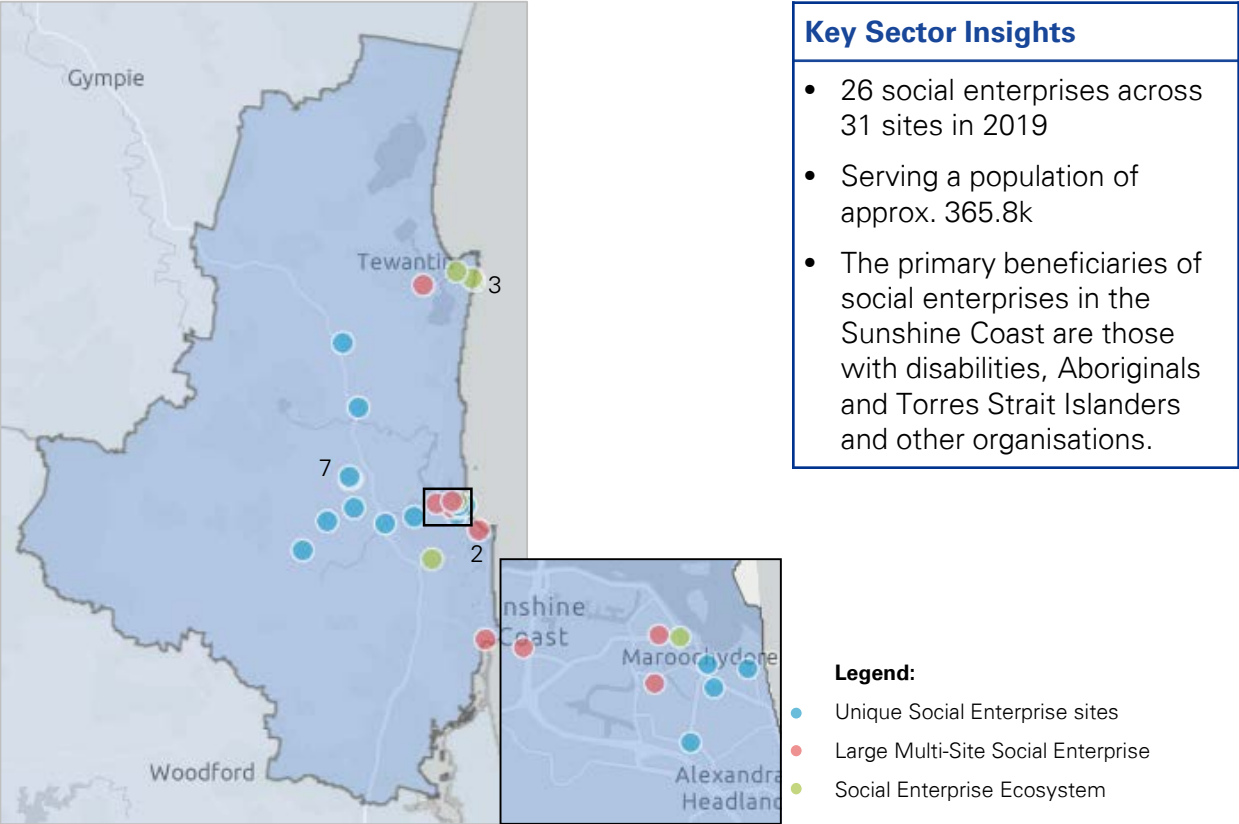 Gympie
Tewantin
3
7
2
nshine
Coast
Maroochydore
Alexandra
Headland
Woodford
Key Sector Insights
• 26 social enterprises across
31 sites in 2019
• Serving a population of
approx. 365.8k
• The primary beneficiaries of
social enterprises in the
Sunshine Coast are those
with disabilities, Aboriginals
and Torres Strait Islanders
and other organisations.
Legend:
Unique Social Enterprise sites
Large Multi-Site Social Enterprise
Social Enterprise Ecosystem